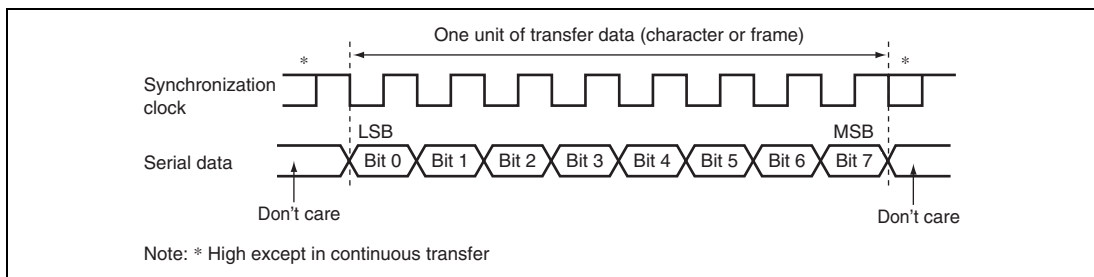 One unit of transfer data (character or frame)
* *
Synchronization
clock
LSB MSB
Serial data Bit 0 Bit 1 Bit 2 Bit 3 Bit 4 Bit 5 Bit 6 Bit 7
Don't care Don't care
Note: * High except in continuous transfer